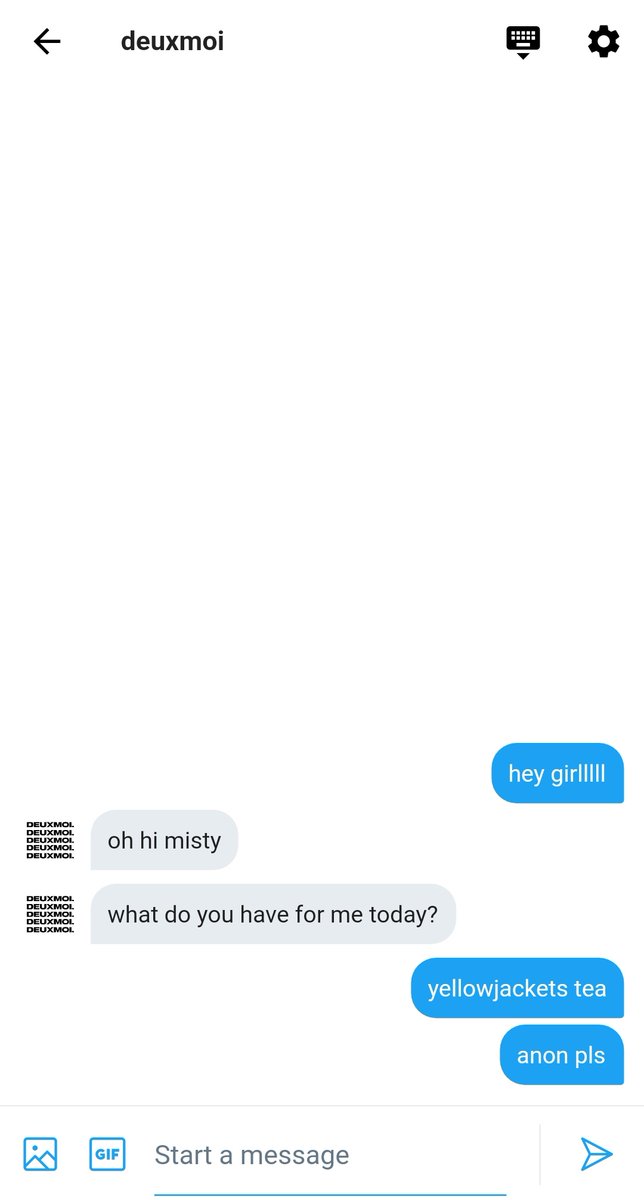 deuxmoi
hey girlllll
DEUXMOI.
DEUXMOI.
DEUXMOI.
DEUXMOI.
DEUXMOI.
oh hi misty
DEUXMOI.
DEUXMOI.
DEUXMOI.
DEUXMOI.
DEUXMOI.
what do you have for me today?
yellowjackets tea
anon pls
GIF
Start a message